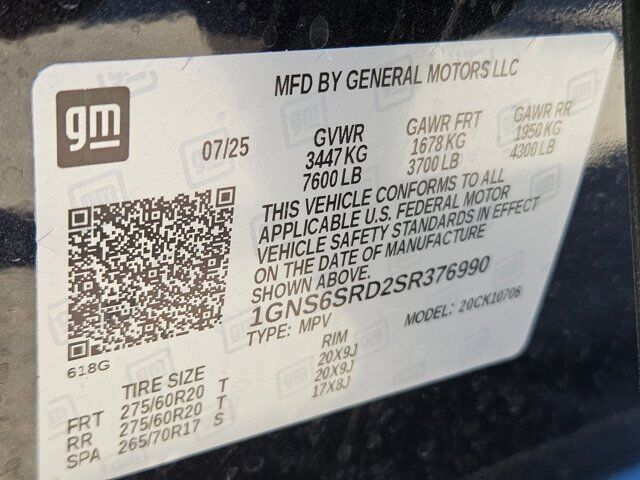 MFD BY GENERAL MOTORS LLC
gm
07/25
GVWR
3447 KG
7600 LB
GAWR FRT
1678 KG
3700 LB
GAWR RR
1950 KG
4300 LB
THIS VEHICLE CONFORMS TO ALL
APPLICABLE U.S. FEDERAL MOTOR
VEHICLE SAFETY STANDARDS IN EFFECT
ON THE DATE OF MANUFACTURE
SHOWN ABOVE.
1GNS6SRD2SR376990
TYPE: MPV
MODEL: 20CK10706
618G
TIRE SIZE RIM
FRT 275/60R20 T 20X9J
RR 275/60R20 T 20X9J
SPA 265/70R17 S 17X8J